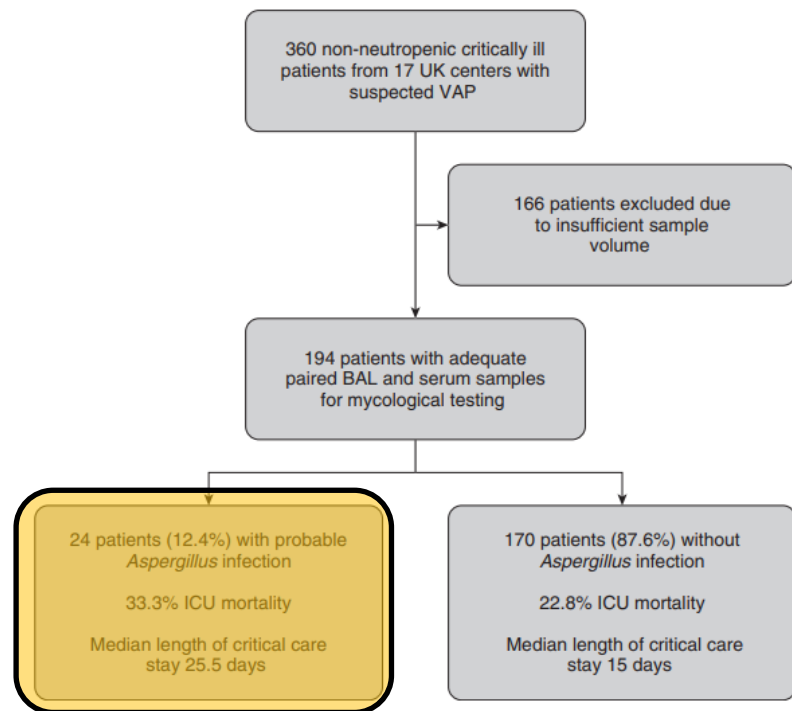 360 non-neutropenic critically ill
patients from 17 UK centers with
suspected VAP
166 patients excluded due
to insufficient sample
volume
194 patients with adequate
paired BAL and serum samples
for mycological testing
24 patients (12.4%) with probable
Aspergillus infection
33.3% ICU mortality
Median length of critical care
stay 25.5 days
170 patients (87.6%) without
Aspergillus infection
22.8% ICU mortality
Median length of critical care
stay 15 days